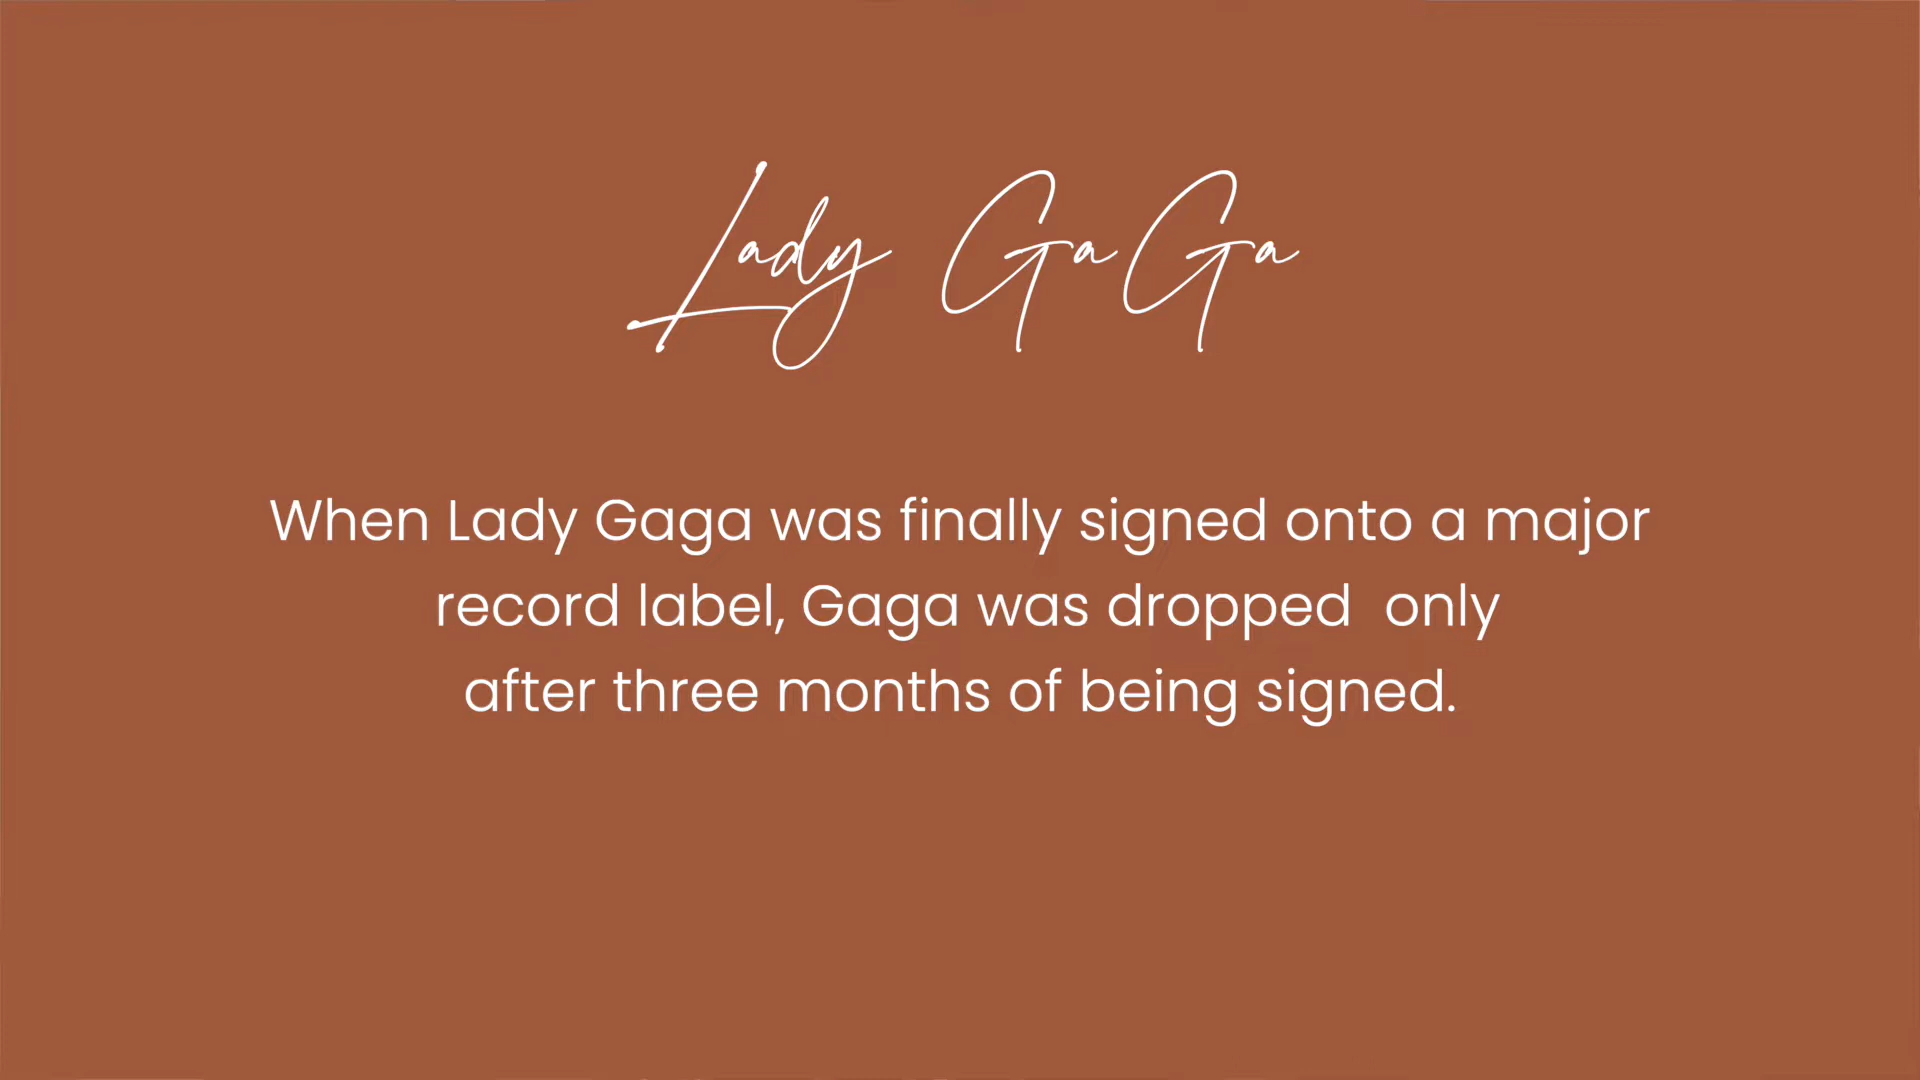 Lady GaGa
When Lady Gaga was finally signed onto a major
record label, Gaga was dropped  only
after three months of being signed.